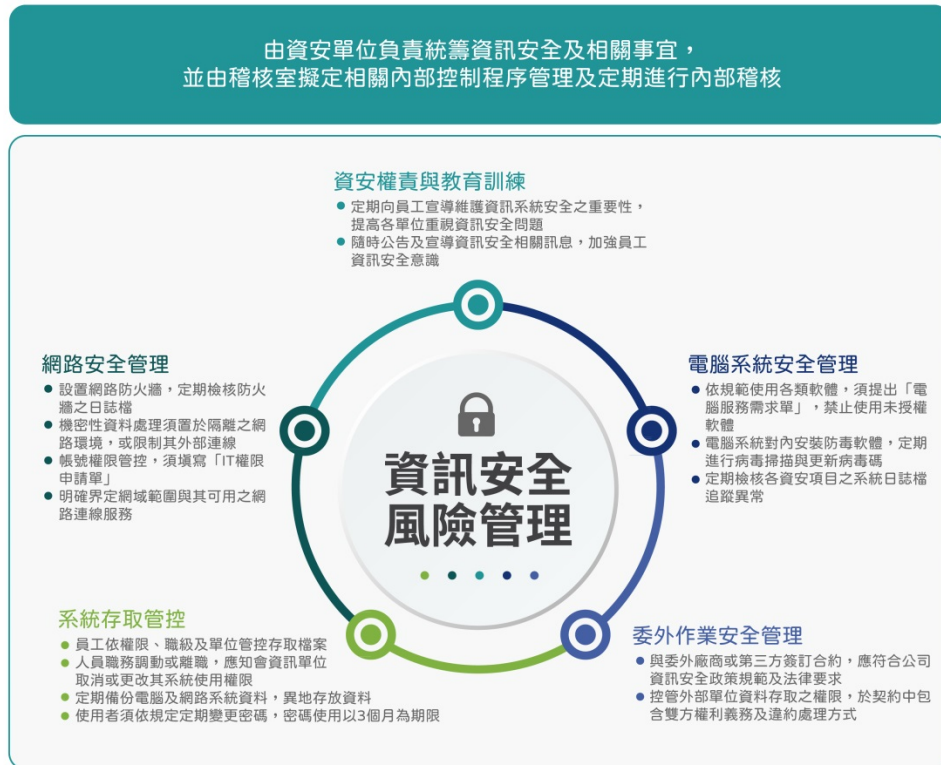 由資安單位負責統籌資訊安全及相關事宜，
並由稽核室擬定相關內部控制程序管理及定期進行內部稽核
資安權責與教育訓練
● 定期向員工宣導維護資訊系統安全之重要性，
提高各單位重視資訊安全問題
● 隨時公告及宣導資訊安全相關訊息，加強員工
資訊安全意識
網路安全管理
● 設置網路防火牆，定期檢核防火
牆之日誌檔
● 機密性資料處理須置於隔離之網
路環境，或限制其外部連線
● 帳號權限管控，須填寫「IT權限
申請單」
● 明確界定網域範圍與其可用之網
路連線服務
電腦系統安全管理
● 依規範使用各類軟體，須提出「電
腦服務需求單」，禁止使用未授權
軟體
● 電腦系統對內安裝防毒軟體，定期
進行病毒掃描與更新病毒碼
● 定期檢核各資安項目之系統日誌檔
追蹤異常
資訊安全
風險管理
系統存取管控
● 員工依權限、職級及單位管控存取檔案
● 人員職務調動或離職，應知會資訊單位
取消或更改其系統使用權限
● 定期備份電腦及網路系統資料，異地存放資料
● 使用者須依規定定期變更密碼，密碼使用以3個月為期限
委外作業安全管理
● 與委外廠商或第三方簽訂合約，應符合公司
資訊安全政策規範及法律要求
● 控管外部單位資料存取之權限，於契約中包
含雙方權利義務及違約處理方式